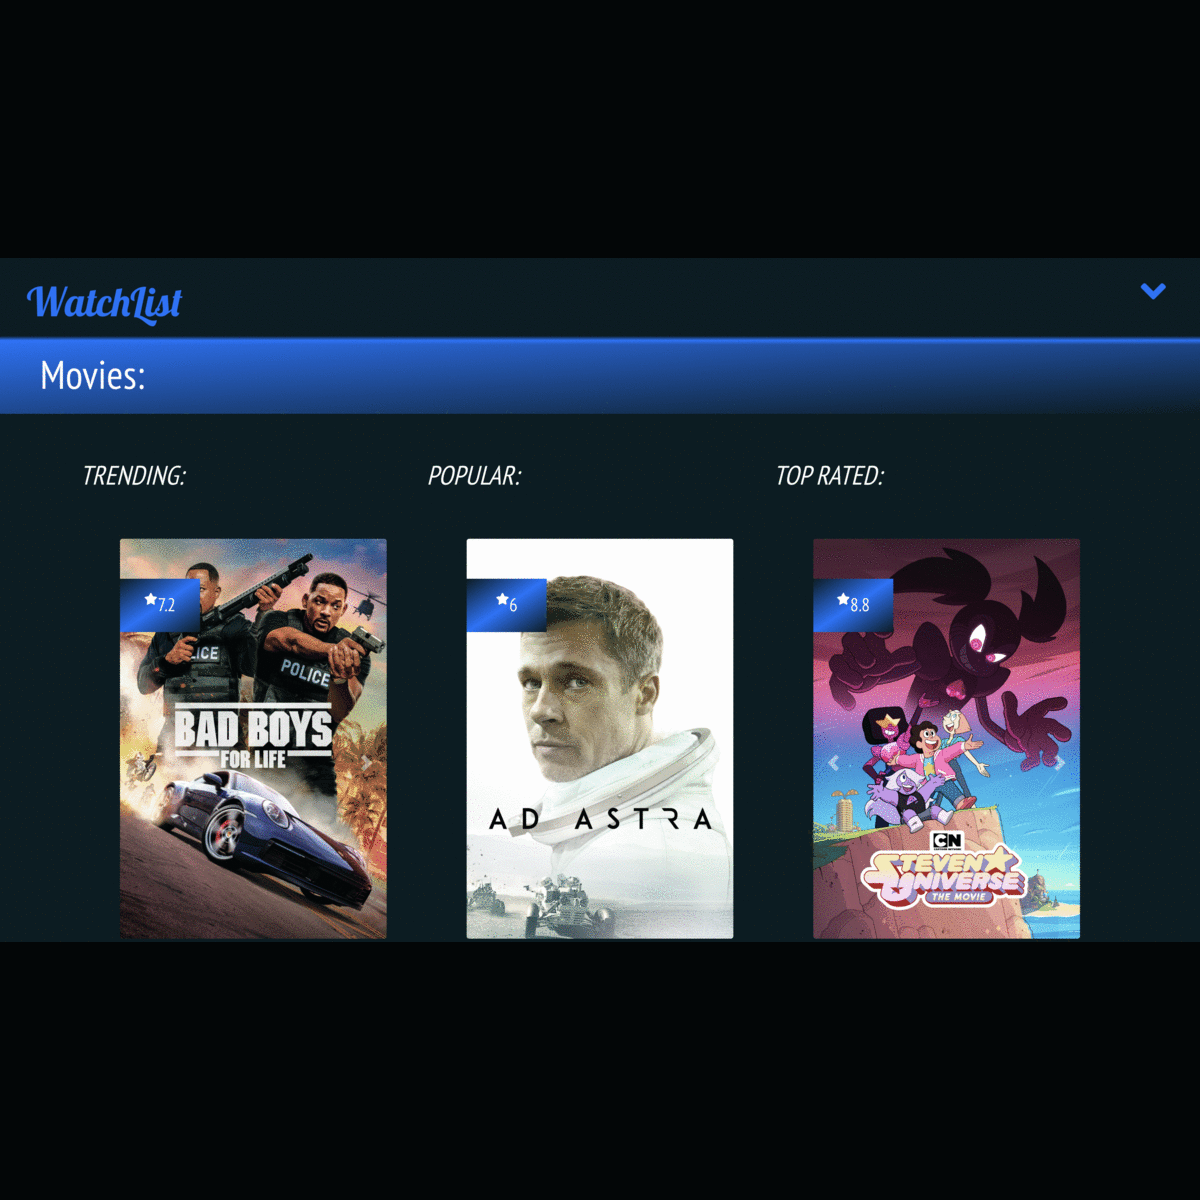 WatchList
Movies:
TRENDING:
POPULAR:
TOP RATED:
7.2
6
8.8
LICE
POLICE
BAD BOYS
FOR LIFE
AD ASTRA
CN
STEVEN
UNIVERSE
THE MOVIE